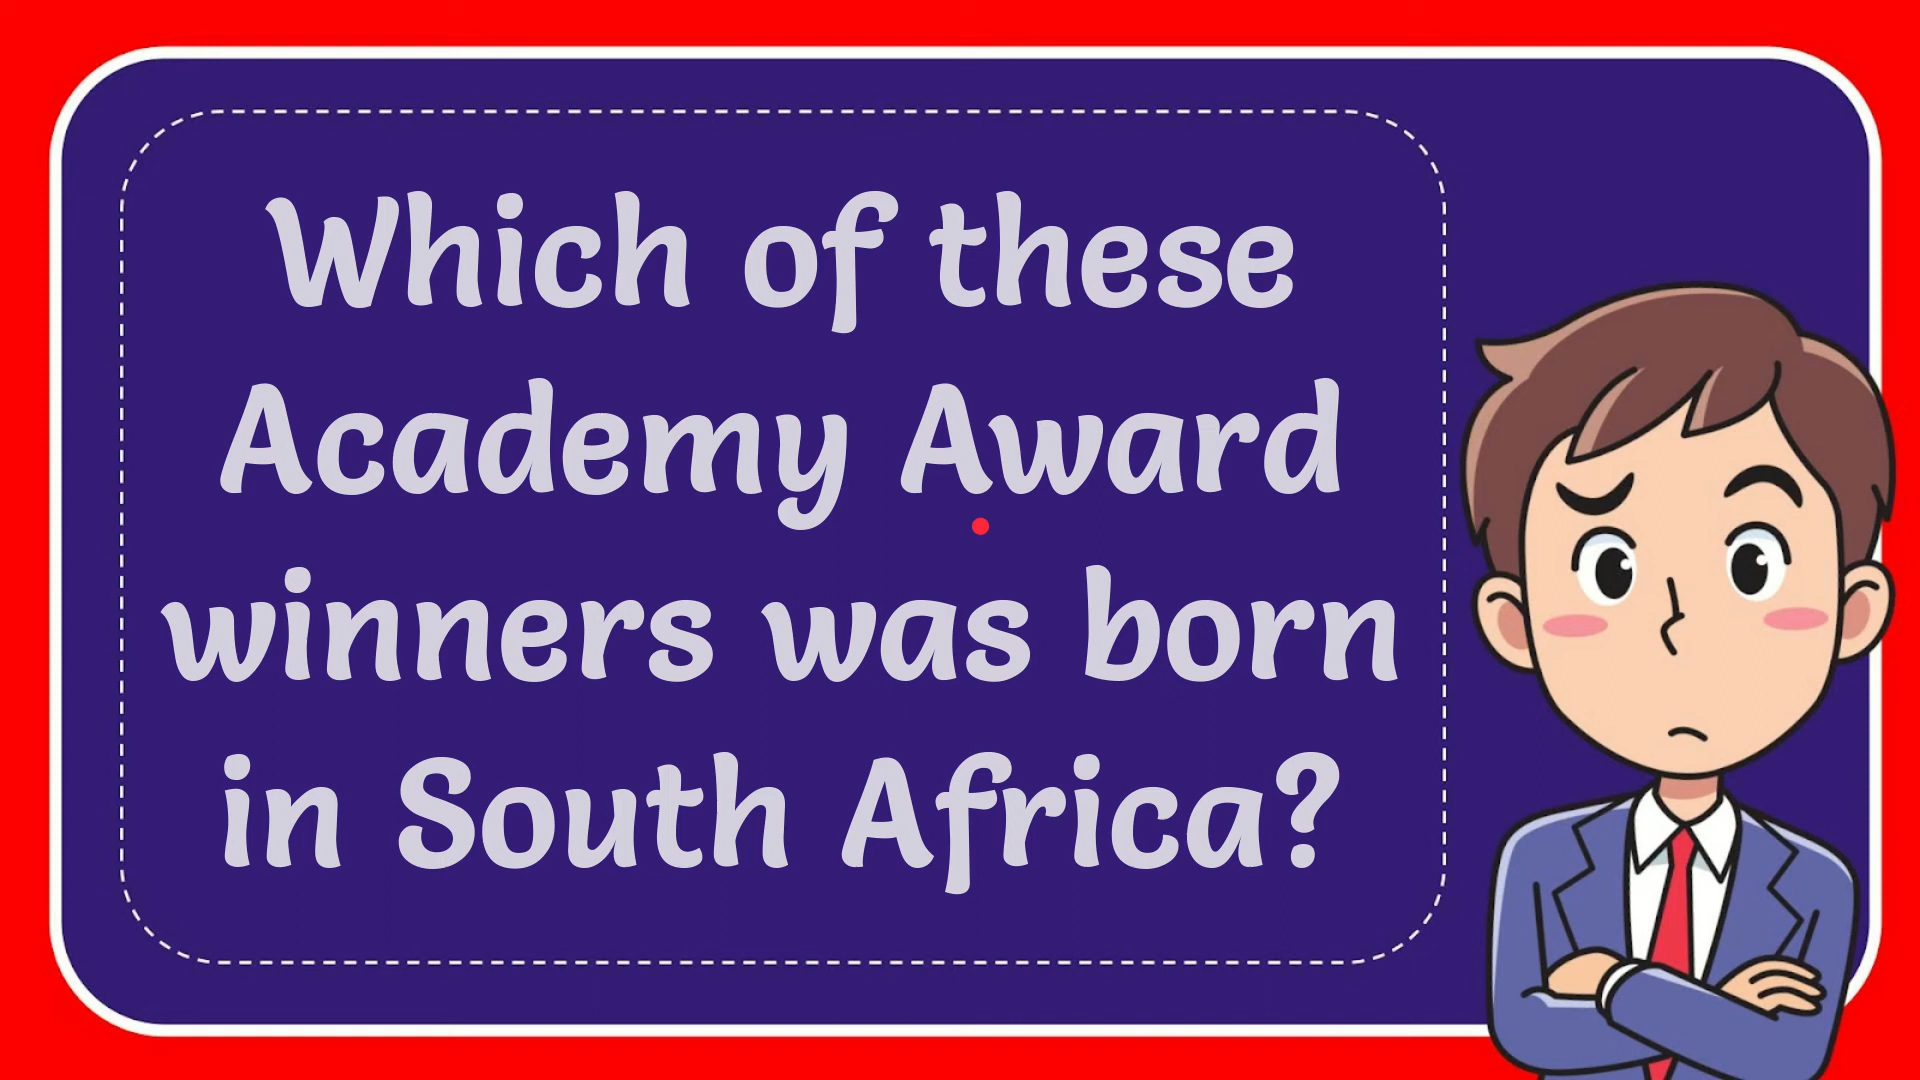 Which of these
Academy Award
winners was born
in South Africa?